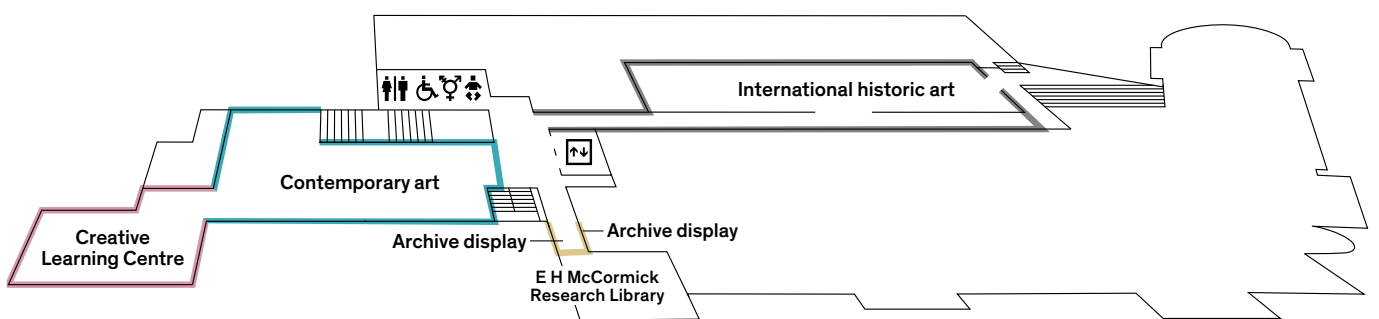 International historic art
Contemporary art
Creative
Learning Centre
Archive display
Archive display
E H McCormick
Research Library